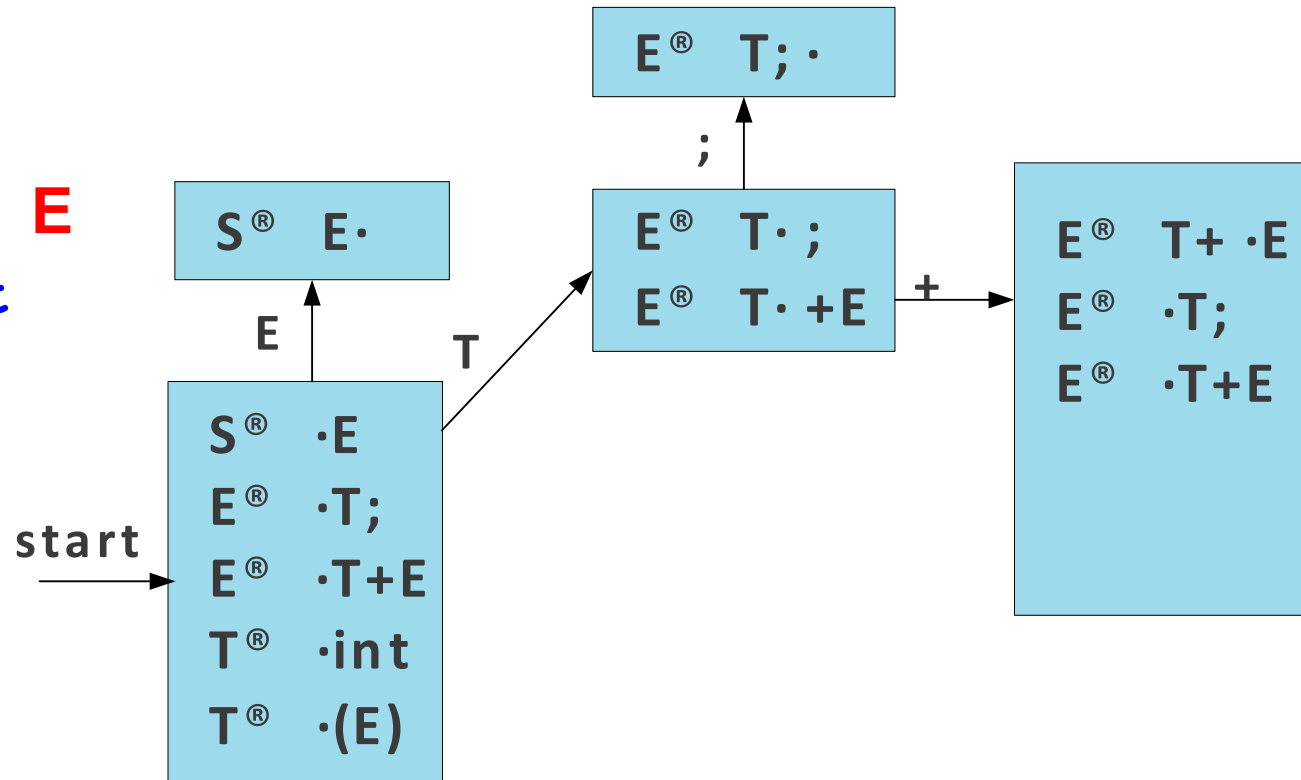 E® T;·
;
E
S® E·
E® T·;
E® T·+E
+
E® T+ ·E
E® ·T;
E® ·T+E
E
T
S® ·E
E® ·T;
E® ·T+E
T® ·int
T® ·(E)
start